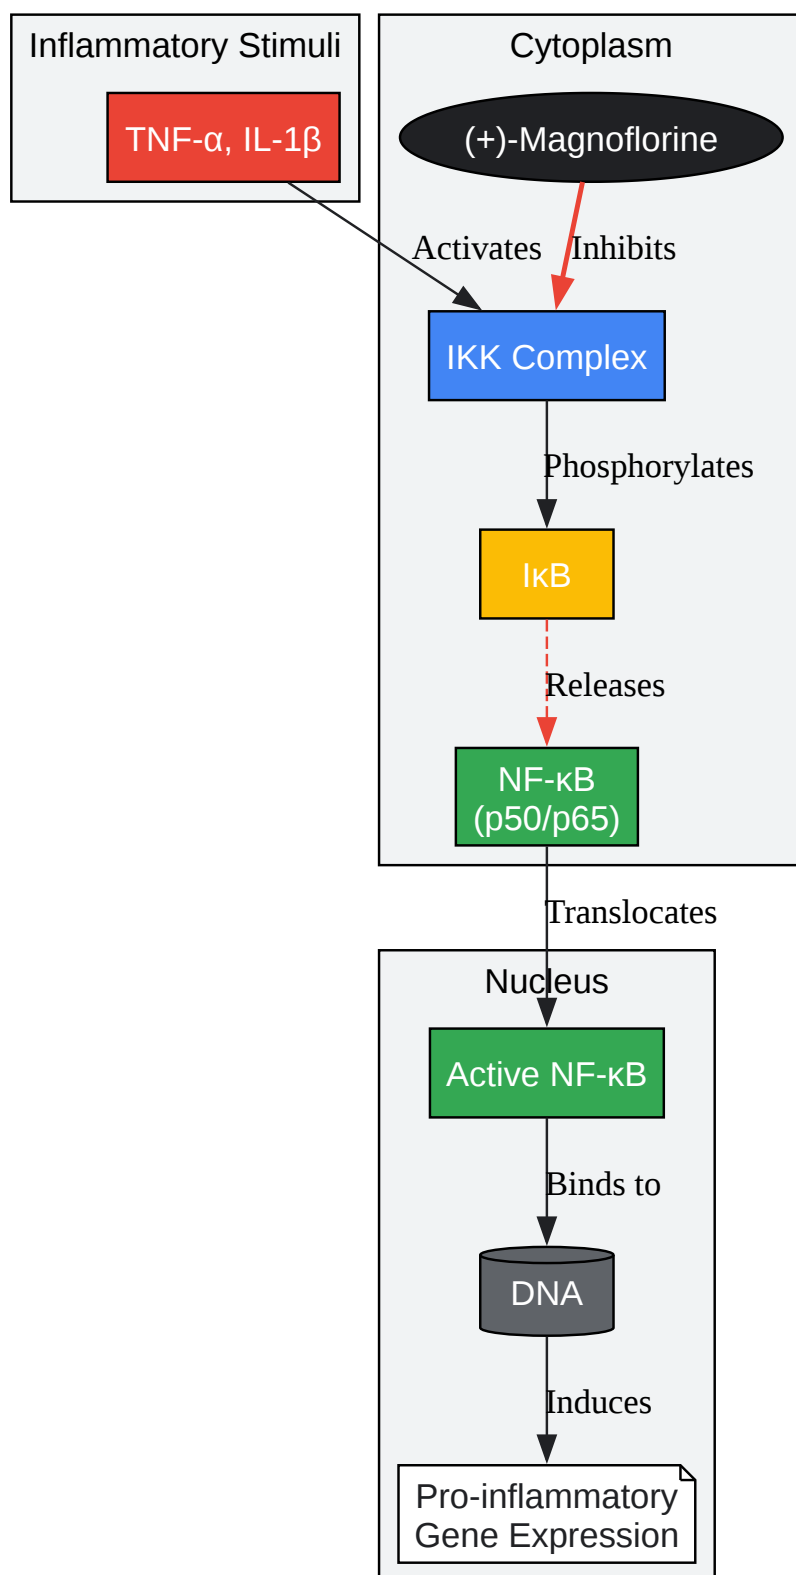 Inflammatory Stimuli
Cytoplasm
TNF-α, IL-1β
(+)-Magnoflorine
Activates
Inhibits
IKK Complex
Phosphorylates
IκB
Releases
NF-κB
(p50/p65)
Translocates
Nucleus
Active NF-κB
Binds to
DNA
Induces
Pro-inflammatory
Gene Expression